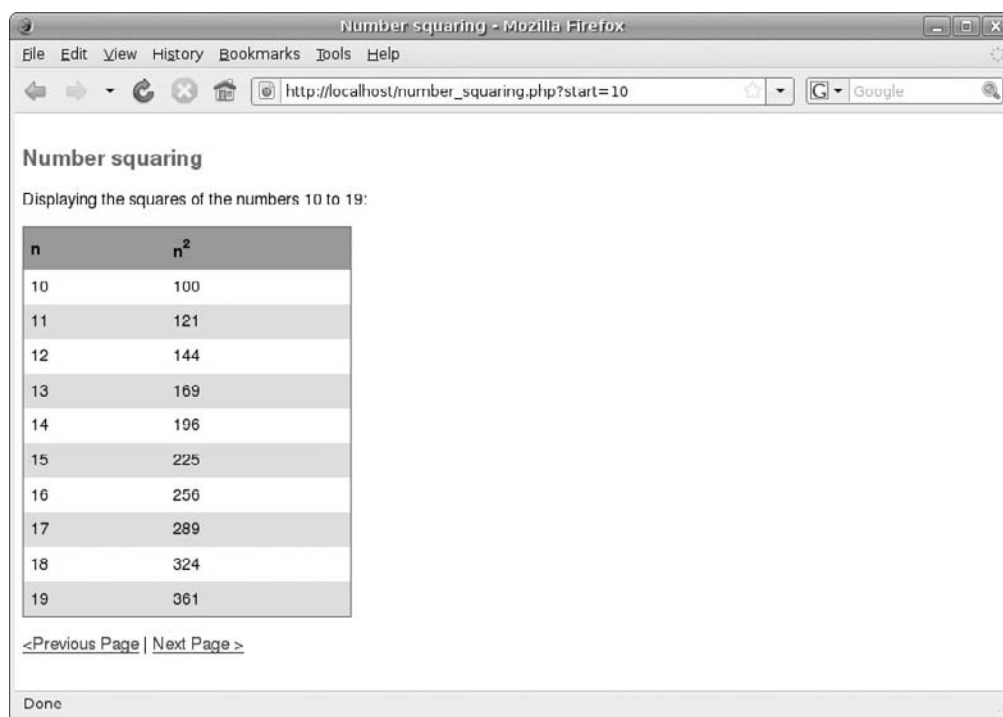 Number squaring - Mozilla Firefox
File Edit View History Bookmarks Tools Help
http://localhost/number_squaring.php?start=10
G Google
Number squaring
Displaying the squares of the numbers 10 to 19:
n n²
10 100
11 121
12 144
13 169
14 196
15 225
16 256
17 289
18 324
19 361
<Previous Page | Next Page >
Done